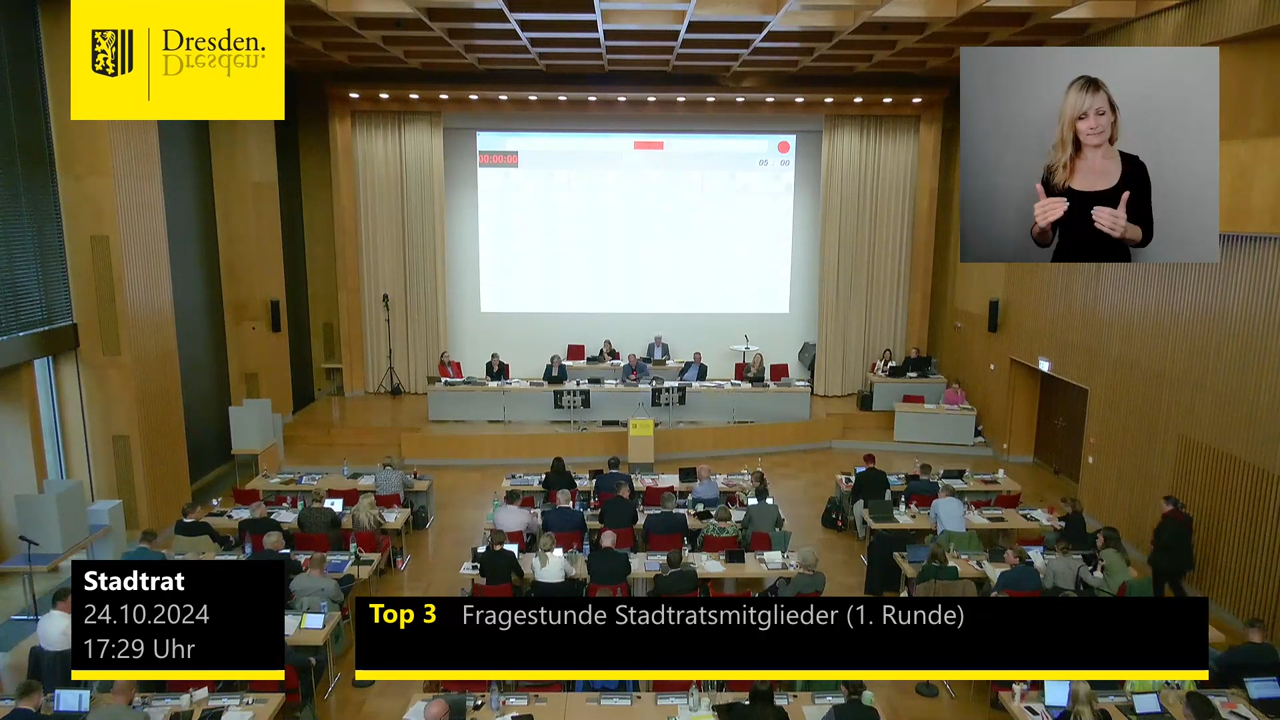 Dresden.
Dresden.
00:00:00
05 : 00
Stadtrat
24.10.2024
17:29 Uhr
Top 3 Fragestunde Stadtratsmitglieder (1. Runde)